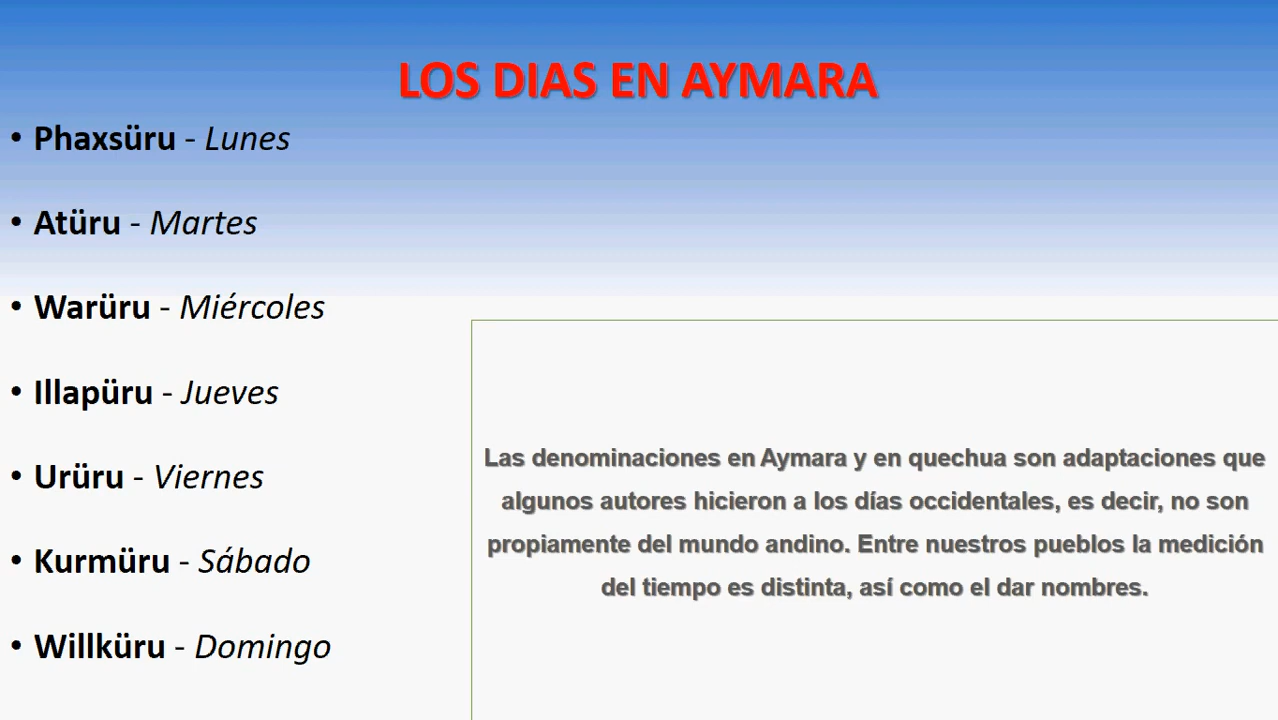 LOS DIAS EN AYMARA
• Phaxsüru - Lunes
• Atüru - Martes
• Warüru - Miércoles
• Illapüru - Jueves
• Urüru - Viernes
• Kurmüru - Sábado
• Willküru - Domingo
Las denominaciones en Aymara y en quechua son adaptaciones que
algunos autores hicieron a los días occidentales, es decir, no son
propiamente del mundo andino. Entre nuestros pueblos la medición
del tiempo es distinta, así como el dar nombres.